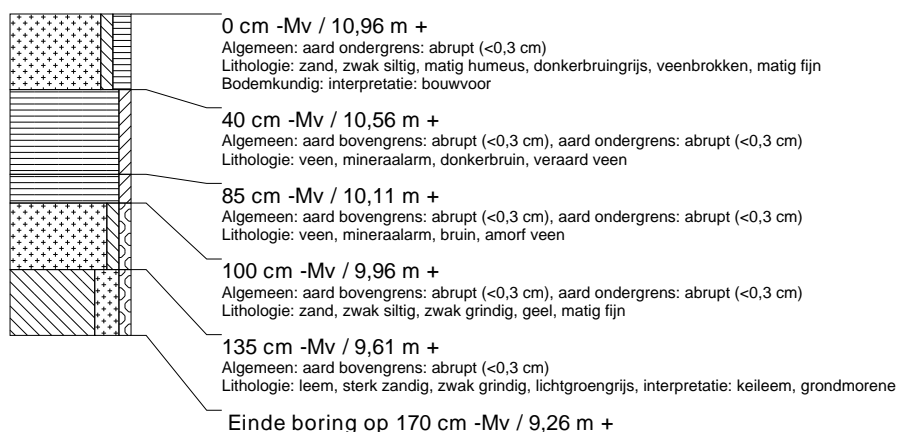 0 cm -Mv / 10,96 m +
Algemeen: aard ondergrens: abrupt (<0,3 cm)
Lithologie: zand, zwak siltig, matig humeus, donkerbruingrijs, veenbrokken, matig fijn
Bodemkundig: interpretatie: bouwvoor
40 cm -Mv / 10,56 m +
Algemeen: aard bovengrens: abrupt (<0,3 cm), aard ondergrens: abrupt (<0,3 cm)
Lithologie: veen, mineraalarm, donkerbruin, veraard veen
85 cm -Mv / 10,11 m +
Algemeen: aard bovengrens: abrupt (<0,3 cm), aard ondergrens: abrupt (<0,3 cm)
Lithologie: veen, mineraalarm, bruin, amorf veen
100 cm -Mv / 9,96 m +
Algemeen: aard bovengrens: abrupt (<0,3 cm), aard ondergrens: abrupt (<0,3 cm)
Lithologie: zand, zwak siltig, zwak grindig, geel, matig fijn
135 cm -Mv / 9,61 m +
Algemeen: aard bovengrens: abrupt (<0,3 cm)
Lithologie: leem, sterk zandig, zwak grindig, lichtgroengrijs, interpretatie: keileem, grondmorene
Einde boring op 170 cm -Mv / 9,26 m +